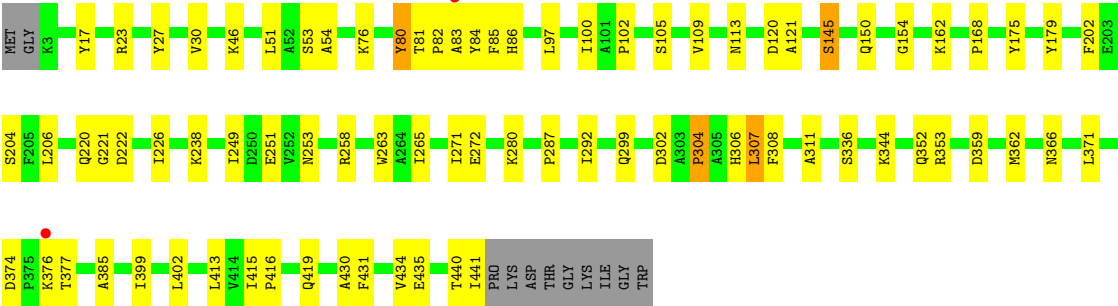 MET GLY K3 Y17 R23 Y27 V30 K46 L51 A52 S53 A54 K76 Y80 T81 P82 A83 Y84 F85 H86 L97 I100 A101 P102 S105 V109 N113 D120 A121 S145 Q150 G154 K162 P168 Y175 Y179 F202 E203
S204 F205 L206 Q220 G221 D222 I226 K238 I249 D250 E251 V252 N253 R258 W263 A264 I265 I271 E272 K280 P287 I292 Q299 D302 A303 P304 A305 H306 L307 F308 A311 S336 K344 Q352 R353 D359 M362 N366 L371
D374 P375 K376 T377 A385 I399 L402 L413 V414 I415 P416 Q419 A430 F431 V434 E435 T440 I441 PRO LYS ASP THR GLY LYS ILE GLY TRP